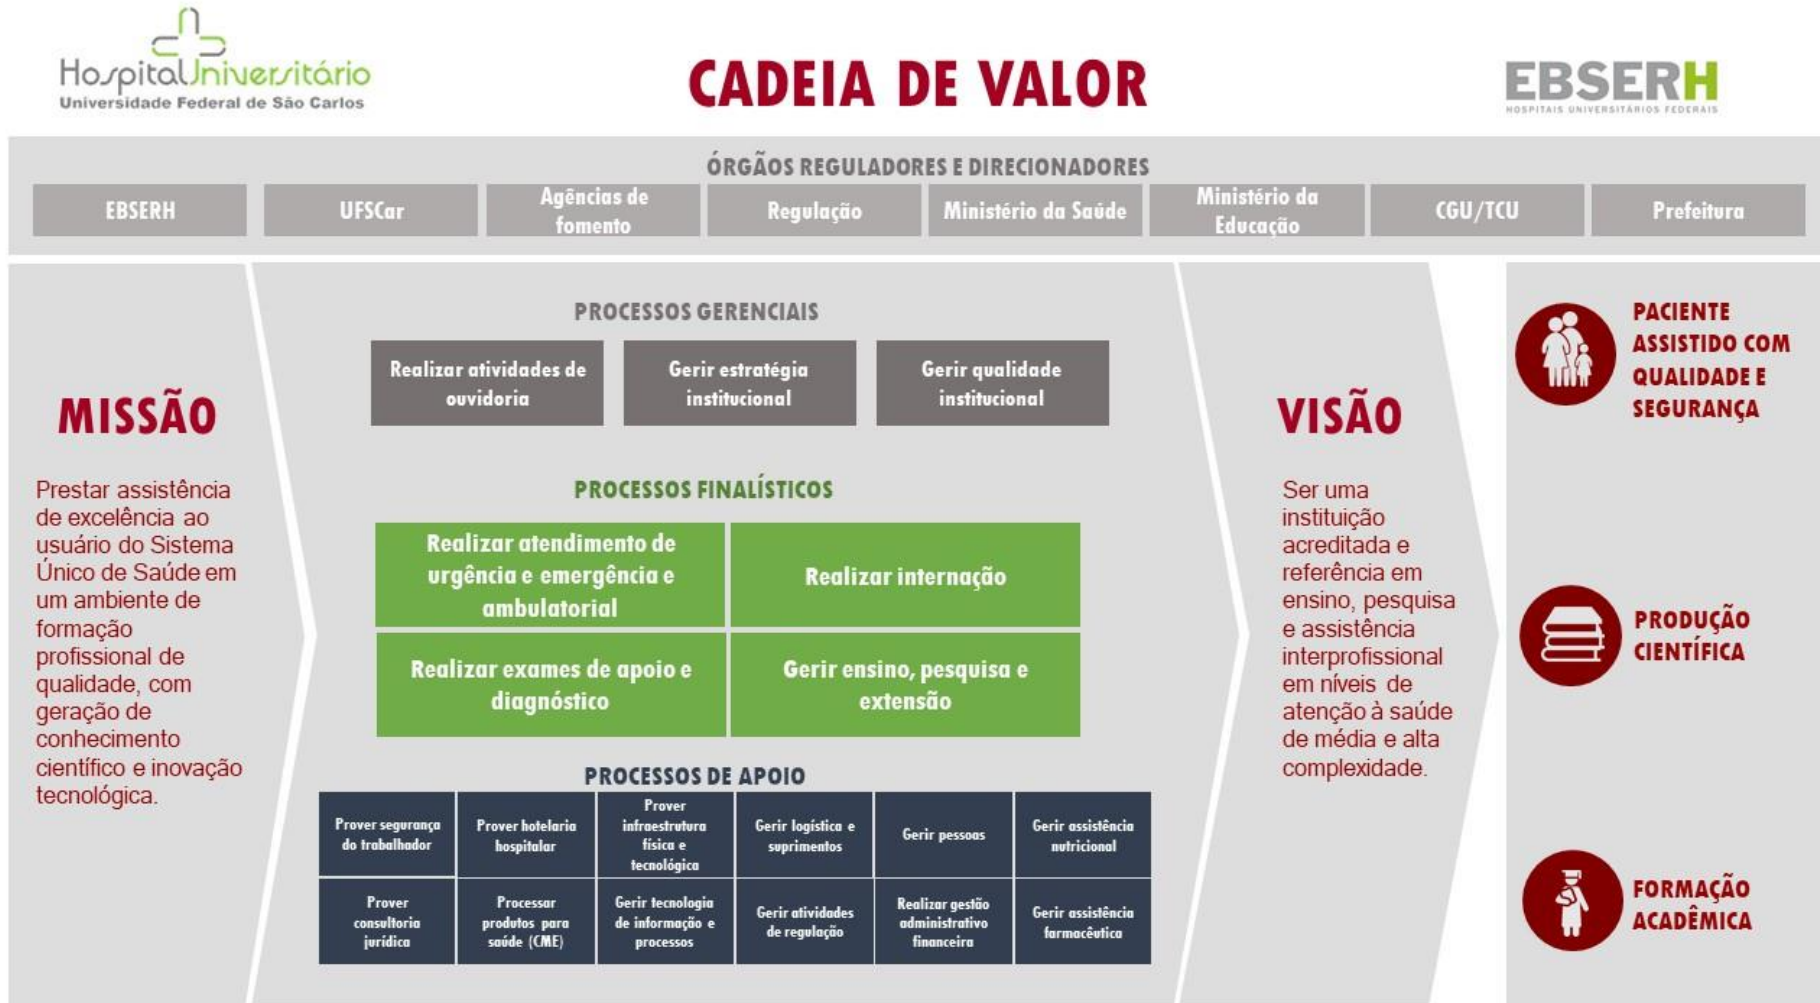 HospitalUniversitário
Universidade Federal de São Carlos
CADEIA DE VALOR
EBSERH
HOSPITAIS UNIVERSITÁRIOS FEDERAIS
ÓRGÃOS REGULADORES E DIRECIONADORES
EBSERH
UFSCar
Agências de
fomento
Regulação
Ministério da Saúde
Ministério da
Educação
CGU/TCU
Prefeitura
MISSÃO
Prestar assistência
de excelência ao
usuário do Sistema
Único de Saúde em
um ambiente de
formação
profissional de
qualidade, com
geração de
conhecimento
científico e inovação
tecnológica.
PROCESSOS GERENCIAIS
Realizar atividades de
ouvidoria
Gerir estratégia
institucional
Gerir qualidade
institucional
PROCESSOS FINALÍSTICOS
Realizar atendimento de
urgência e emergência e
ambulatorial
Realizar internação
Realizar exames de apoio e
diagnóstico
Gerir ensino, pesquisa e
extensão
PROCESSOS DE APOIO
Prover segurança
do trabalhador
Prover hotelaria
hospitalar
Prover
infraestrutura
física e
tecnológica
Gerir logística e
suprimentos
Gerir pessoas
Gerir assistência
nutricional
Prover
consultoria
jurídica
Processar
produtos para
saúde (CME)
Gerir tecnologia
de informação e
processos
Gerir atividades
de regulação
Realizar gestão
administrativo
financeira
Gerir assistência
farmacêutica
VISÃO
Ser uma
instituição
acreditada e
referência em
ensino, pesquisa
e assistência
interprofissional
em níveis de
atenção à saúde
de média e alta
complexidade.
PACIENTE
ASSISTIDO COM
QUALIDADE E
SEGURANÇA
PRODUÇÃO
CIENTÍFICA
FORMAÇÃO
ACADÊMICA